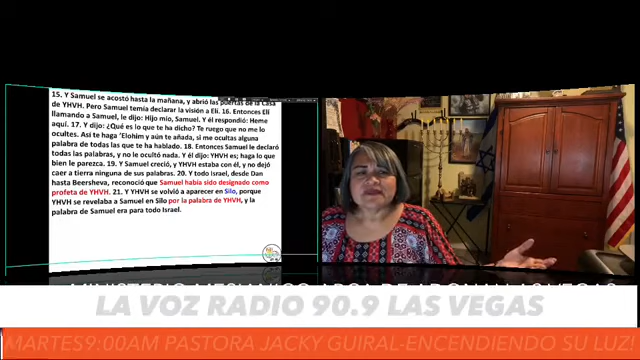 15. Y Samuel se acostó hasta la mañana, y abrió las puertas de la Casa
de YHVH. Pero Samuel temía declarar la visión a Elí. 16. Entonces Elí
llamando a Samuel, le dijo: Hijo mío, Samuel. Y él respondió: Heme
aquí. 17. Y dijo: ¿Qué es lo que te ha dicho? Te ruego que no me lo
ocultes. Así te haga 'Elohim y aún te añada, si me ocultas alguna
palabra de todas las que te ha hablado. 18. Entonces Samuel le declaró
todas las palabras, y no le ocultó nada. Y él dijo: YHVH es; haga lo que
bien le parezca. 19. Y Samuel creció, y YHVH estaba con él, y no dejó
caer a tierra ninguna de sus palabras. 20. Y todo Israel, desde Dan
hasta Beersheva, reconoció que Samuel había sido designado como
profeta de YHVH. 21. Y YHVH se volvió a aparecer en Silo, porque
YHVH se revelaba a Samuel en Silo por la palabra de YHVH, y la
palabra de Samuel era para todo Israel.
LA VOZ RADIO 90.9 LAS VEGAS
MARTES9:00AM PASTORA JACKY GUIRAL-ENCENDIENDO SU LUZ!